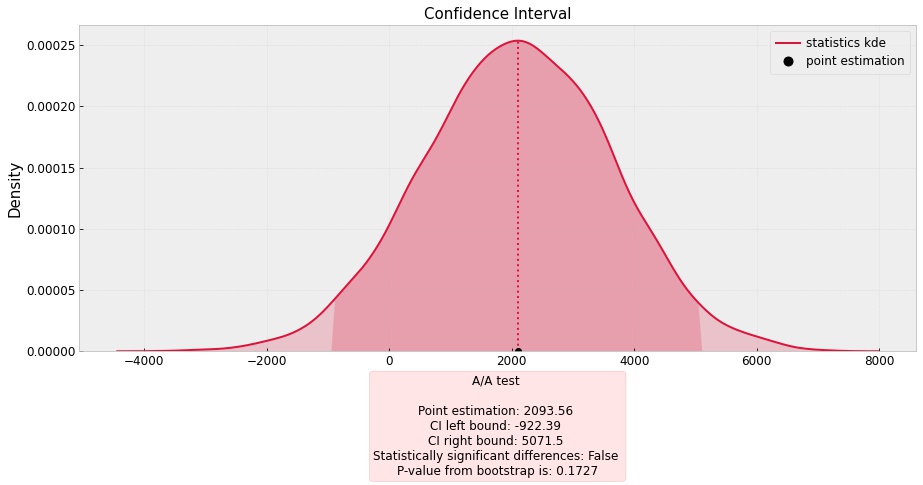 Confidence Interval
statistics kde
point estimation
Density
0.00025
0.00020
0.00015
0.00010
0.00005
0.00000
−4000 −2000 0 2000 4000 6000 8000
A/A test
Point estimation: 2093.56
CI left bound: -922.39
CI right bound: 5071.5
Statistically significant differences: False
P-value from bootstrap is: 0.1727